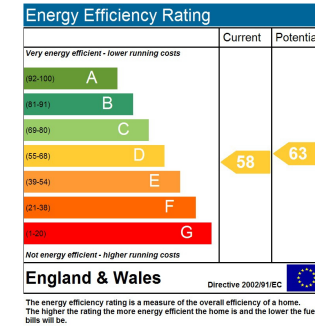 Energy Efficiency Rating
Current Potentia
Very energy efficient - lower running costs
(92-100) A
(81-91) B
(69-80) C
(55-68) D
58
63
(39-54) E
(21-38) F
(1-20) G
Not energy efficient - higher running costs
England & Wales
Directive 2002/91/EC
The energy efficiency rating is a measure of the overall efficiency of a home.
The higher the rating the more energy efficient the home is and the lower the fue
bills will be.